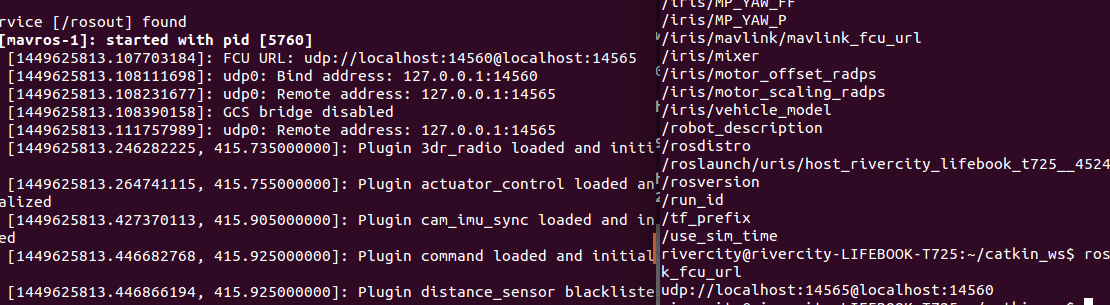 rvice [/rosout] found
[mavros-1]: started with pid [5760]
[1449625813.107703184]: FCU URL: udp://localhost:14560@localhost:14565
[1449625813.108111698]: udp0: Bind address: 127.0.0.1:14560
[1449625813.108231677]: udp0: Remote address: 127.0.0.1:14565
[1449625813.108390158]: GCS bridge disabled
[1449625813.111757989]: udp0: Remote address: 127.0.0.1:14565
[1449625813.246282225, 415.735000000]: Plugin 3dr_radio loaded and initi
[1449625813.264741115, 415.755000000]: Plugin actuator_control loaded an
alized
[1449625813.427370113, 415.905000000]: Plugin cam_imu_sync loaded and in
ed
[1449625813.446682768, 415.925000000]: Plugin command loaded and initial
[1449625813.446866194, 415.925000000]: Plugin distance_sensor blackliste
/iris/MP_YAW_FF
/iris/MP_YAW_P
/iris/mavlink/mavlink_fcu_url
/iris/mixer
/iris/motor_offset_radps
/iris/motor_scaling_radps
/iris/vehicle_model
/robot_description
/rosdistro
/roslaunch/uris/host_rivercity_lifebook_t725__4524
/rosversion
/run_id
/tf_prefix
/use_sim_time
rivercity@rivercity-LIFEBOOK-T725:~/catkin_ws$ ros
k_fcu_url
udp://localhost:14565@localhost:14560